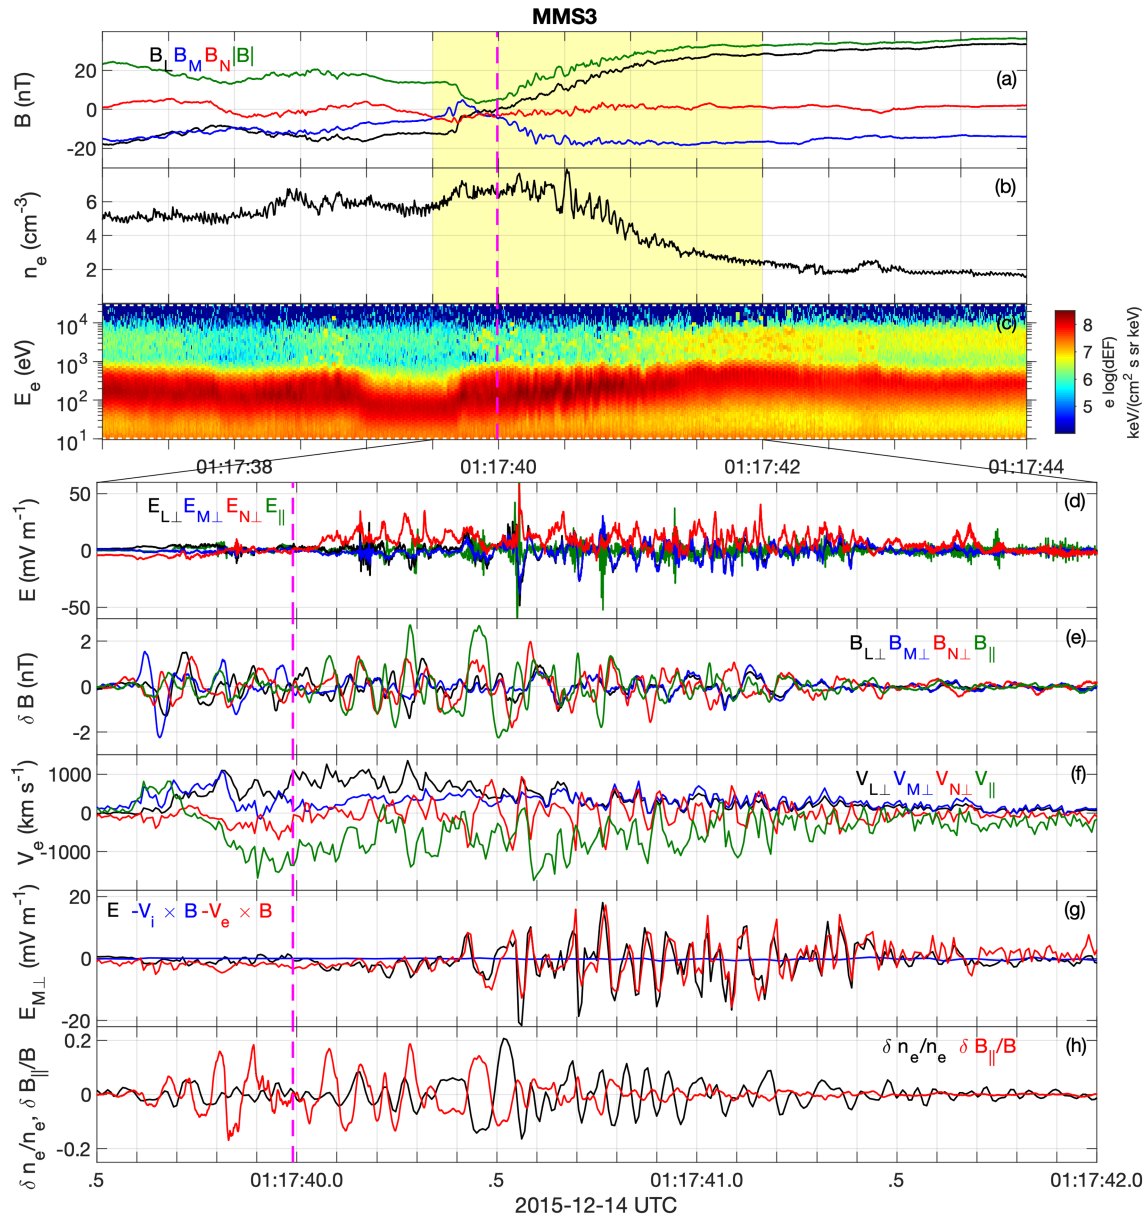 MMS3
B_L B_M B_N |B|
(a)
B (nT)
20
0
-20
(b)
n_e (cm^-3)
6
4
2
(c)
E_e (eV)
10^4
10^3
10^2
10^1
8
7
6
5
e log(dEF)
keV/(cm^2 s sr keV)
01:17:38 01:17:40 01:17:42 01:17:44
E_L⊥ E_M⊥ E_N⊥ E_||
(d)
E (mV m^-1)
50
0
-50
B_L⊥ B_M⊥ B_N⊥ B_||
(e)
δ B (nT)
2
0
-2
V_L⊥ V_M⊥ V_N⊥ V_||
(f)
V_e (km s^-1)
1000
0
-1000
E -V_i × B -V_e × B
(g)
E_M⊥ (mV m^-1)
20
0
-20
δ n_e/n_e δ B_||/B
(h)
δ n_e/n_e, δ B_||/B
0.2
0
-0.2
.5 01:17:40.0 .5 01:17:41.0 .5 01:17:42.0
2015-12-14 UTC